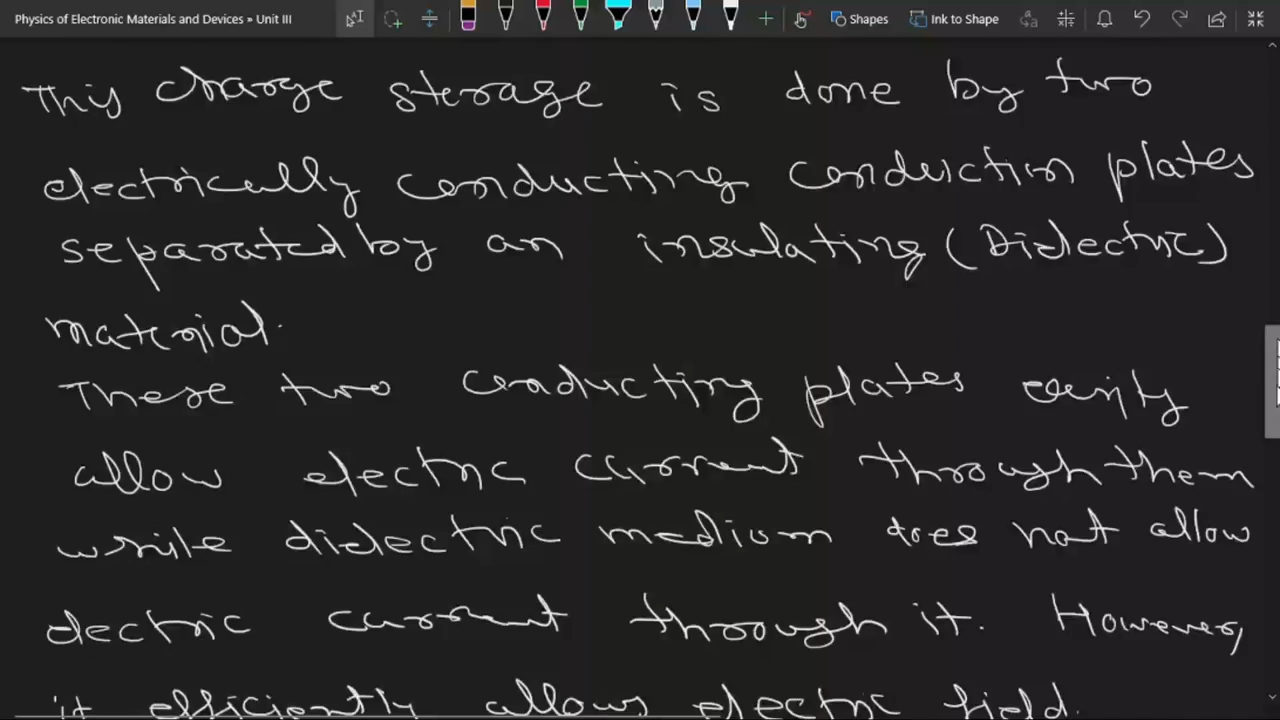 Physics of Electronic Materials and Devices » Unit III
Shapes
Ink to Shape
This charge storage is done by two
electrically conducting conduction plates
separated by an insulating (Dielectric)
material.
These two conducting plates easily
allow electric current through them
while dielectric medium does not allow
electric current through it. However,
it efficiently allows electric field.